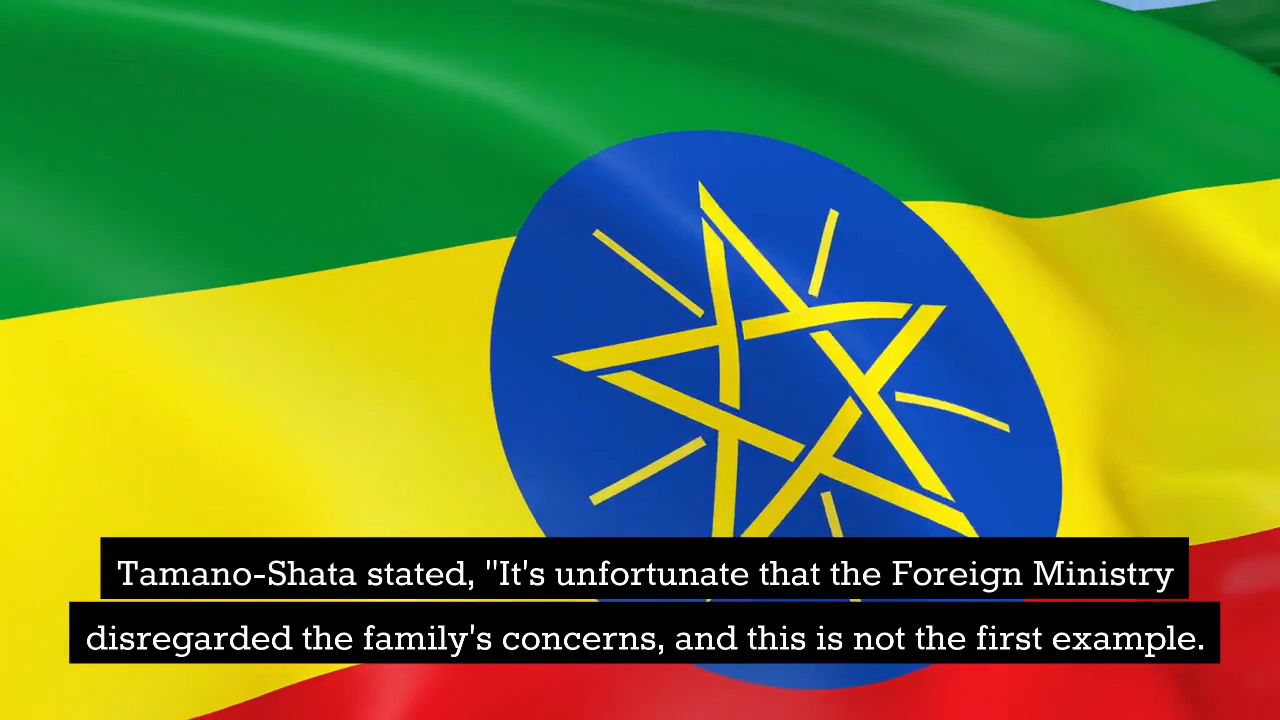 Tamano-Shata stated, "It's unfortunate that the Foreign Ministry
disregarded the family's concerns, and this is not the first example.